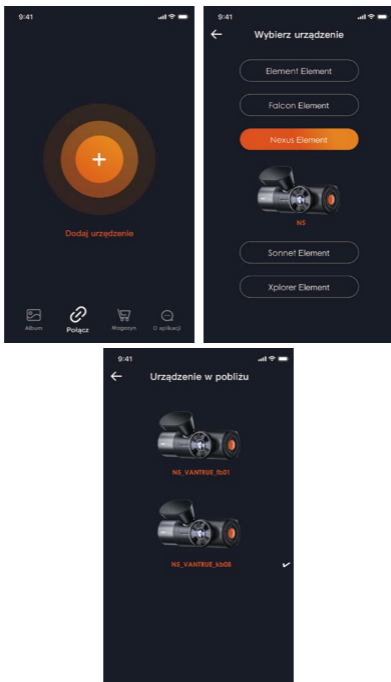 9:41
Dodaj urządzenie
Album
Połącz
Magazyn
O aplikacji
9:41
Wybierz urządzenie
Element Element
Falcon Element
Nexus Element
N5
Sonnet Element
Xplorer Element
9:41
Urządzenie w pobliżu
N5_VANTRUE_fb01
N5_VANTRUE_kb08